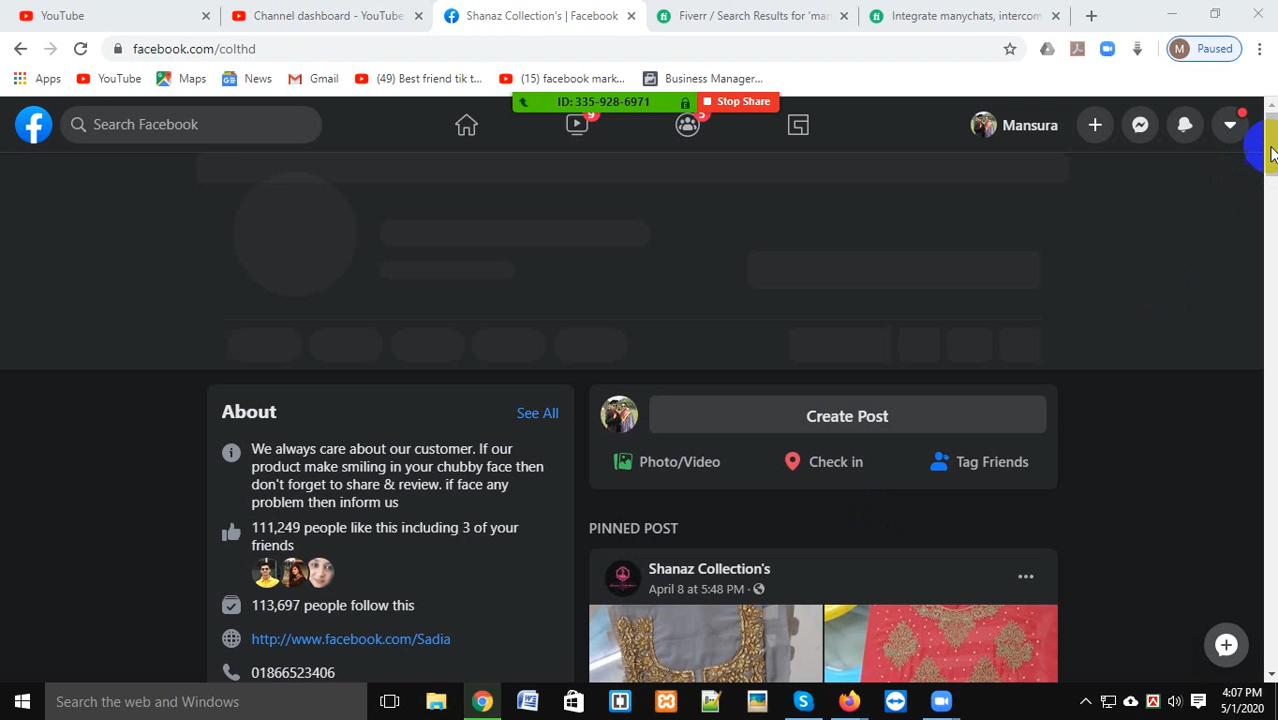 YouTube
Channel dashboard - YouTube
Shanaz Collection's | Facebook
Fiverr / Search Results for 'man
Integrate manychats, intercom
facebook.com/colthd
M Paused
Apps
YouTube
Maps
News
Gmail
(49) Best friend tik t...
(15) facebook mark...
Business Manager...
ID: 335-928-6971
Stop Share
Search Facebook
9
5
Mansura
About
See All
We always care about our customer. If our
product make smiling in your chubby face then
don't forget to share & review. if face any
problem then inform us
111,249 people like this including 3 of your
friends
113,697 people follow this
http://www.facebook.com/Sadia
01866523406
Create Post
Photo/Video
Check in
Tag Friends
PINNED POST
Shanaz Collection's
April 8 at 5:48 PM ·
Search the web and Windows
4:07 PM
5/1/2020